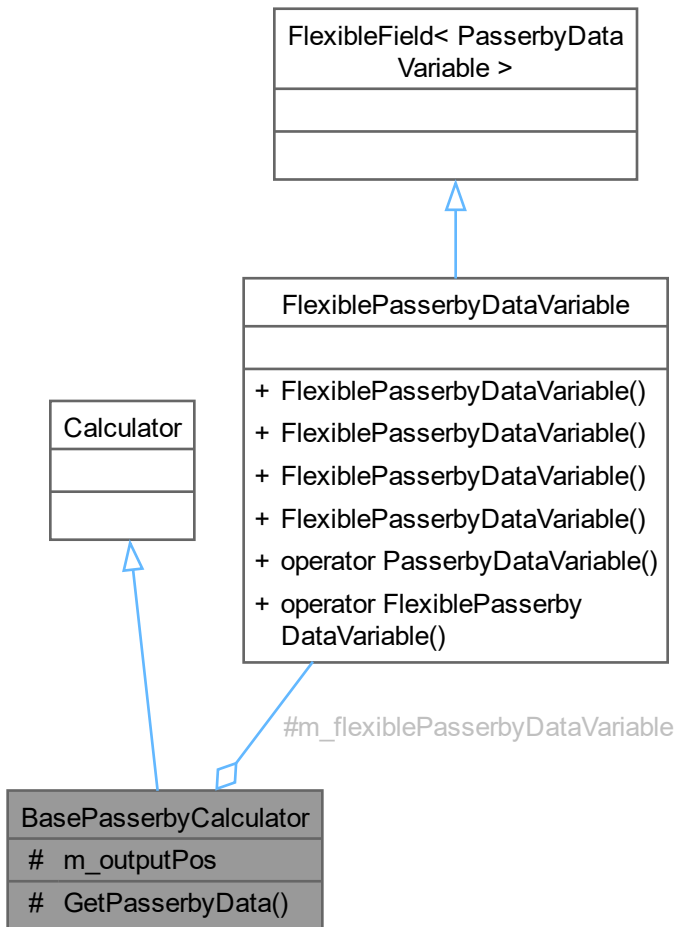 FlexibleField< PasserbyData
Variable >
FlexiblePasserbyDataVariable
+ FlexiblePasserbyDataVariable()
+ FlexiblePasserbyDataVariable()
+ FlexiblePasserbyDataVariable()
+ FlexiblePasserbyDataVariable()
+ operator PasserbyDataVariable()
+ operator FlexiblePasserby
DataVariable()
Calculator
#m_flexiblePasserbyDataVariable
BasePasserbyCalculator
# m_outputPos
# GetPasserbyData()